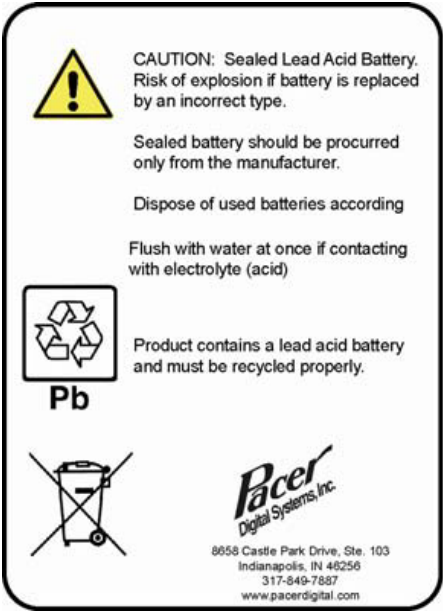 CAUTION: Sealed Lead Acid Battery.
Risk of explosion if battery is replaced
by an incorrect type.
Sealed battery should be procurred
only from the manufacturer.
Dispose of used batteries according
Flush with water at once if contacting
with electrolyte (acid)
Product contains a lead acid battery
and must be recycled properly.
Pb
Pacer
Digital Systems, Inc.
8658 Castle Park Drive, Ste. 103
Indianapolis, IN 46256
317-849-7887
www.pacerdigital.com